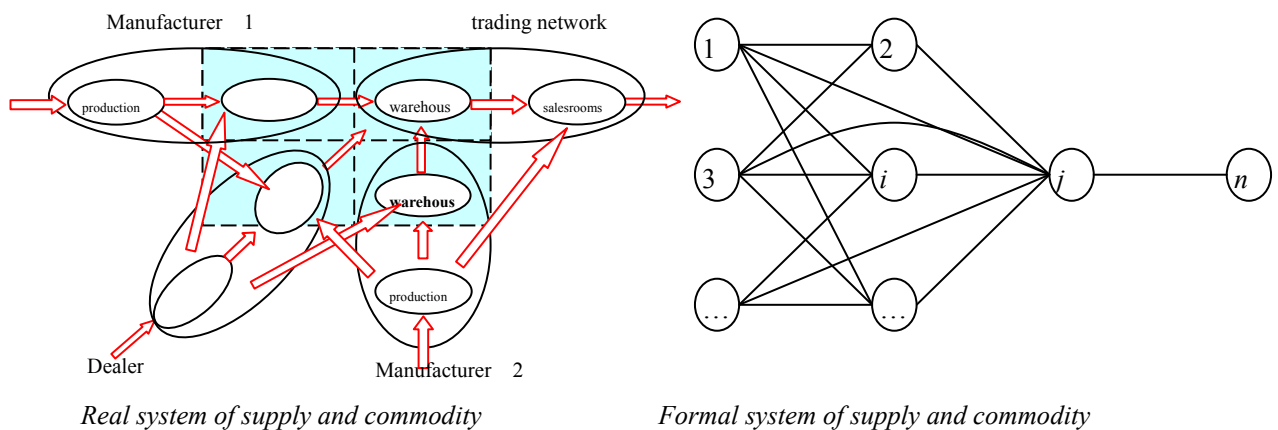 Manufacturer 1 trading network
production
warehous
salesrooms
warehous
production
Dealer
Manufacturer 2
Real system of supply and commodity
1
2
3
i
j
n
...
...
Formal system of supply and commodity